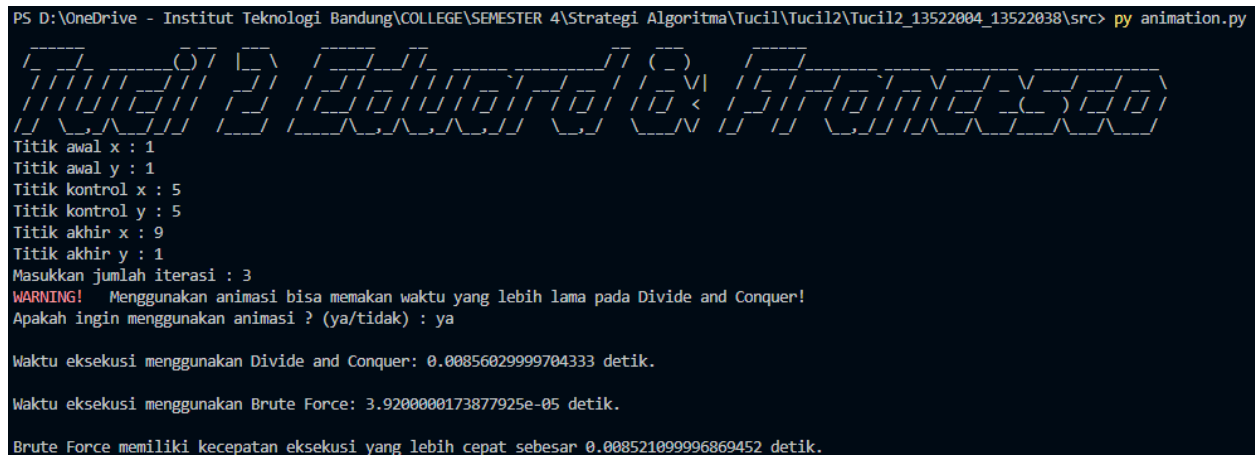 PS D:\OneDrive - Institut Teknologi Bandung\COLLEGE\SEMESTER 4\Strategi Algoritma\Tucil\Tucil2\Tucil2_13522004_13522038\src> py animation.py
Tucil 2 Eduardo & Francesco
Titik awal x : 1
Titik awal y : 1
Titik kontrol x : 5
Titik kontrol y : 5
Titik akhir x : 9
Titik akhir y : 1
Masukkan jumlah iterasi : 3
WARNING! Menggunakan animasi bisa memakan waktu yang lebih lama pada Divide and Conquer!
Apakah ingin menggunakan animasi ? (ya/tidak) : ya
Waktu eksekusi menggunakan Divide and Conquer: 0.00856029999704333 detik.
Waktu eksekusi menggunakan Brute Force: 3.9200000173877925e-05 detik.
Brute Force memiliki kecepatan eksekusi yang lebih cepat sebesar 0.008521099996869452 detik.